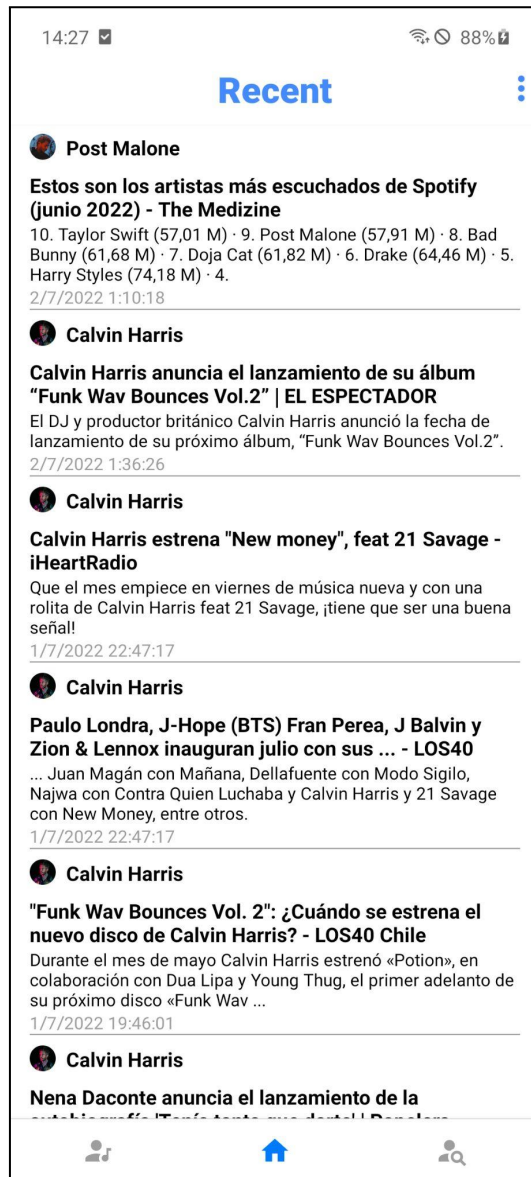 14:27
88%
Recent
Post Malone
Estos son los artistas más escuchados de Spotify
(junio 2022) - The Medizine
10. Taylor Swift (57,01 M) · 9. Post Malone (57,91 M) · 8. Bad
Bunny (61,68 M) · 7. Doja Cat (61,82 M) · 6. Drake (64,46 M) · 5.
Harry Styles (74,18 M) · 4.
2/7/2022 1:10:18
Calvin Harris
Calvin Harris anuncia el lanzamiento de su álbum
“Funk Wav Bounces Vol.2” | EL ESPECTADOR
El DJ y productor británico Calvin Harris anunció la fecha de
lanzamiento de su próximo álbum, “Funk Wav Bounces Vol.2”.
2/7/2022 1:36:26
Calvin Harris
Calvin Harris estrena "New money", feat 21 Savage -
iHeartRadio
Que el mes empiece en viernes de música nueva y con una
rolita de Calvin Harris feat 21 Savage, ¡tiene que ser una buena
señal!
1/7/2022 22:47:17
Calvin Harris
Paulo Londra, J-Hope (BTS) Fran Perea, J Balvin y
Zion & Lennox inauguran julio con sus ... - LOS40
... Juan Magán con Mañana, Dellafuente con Modo Sigilo,
Najwa con Contra Quien Luchaba y Calvin Harris y 21 Savage
con New Money, entre otros.
1/7/2022 22:47:17
Calvin Harris
"Funk Wav Bounces Vol. 2": ¿Cuándo se estrena el
nuevo disco de Calvin Harris? - LOS40 Chile
Durante el mes de mayo Calvin Harris estrenó «Potion», en
colaboración con Dua Lipa y Young Thug, el primer adelanto de
su próximo disco «Funk Wav ...
1/7/2022 19:46:01
Calvin Harris
Nena Daconte anuncia el lanzamiento de la